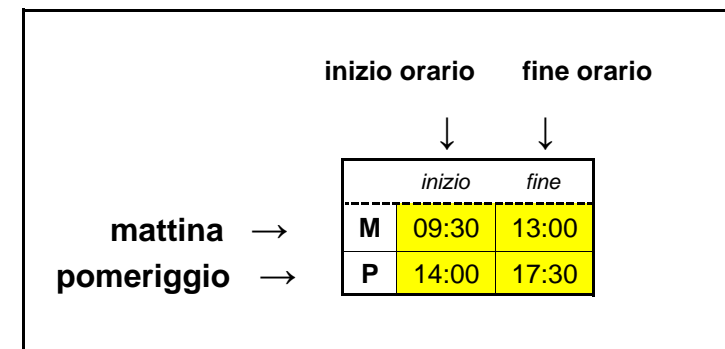 inizio orario fine orario
↓ ↓
inizio fine
mattina → M 09:30 13:00
pomeriggio → P 14:00 17:30